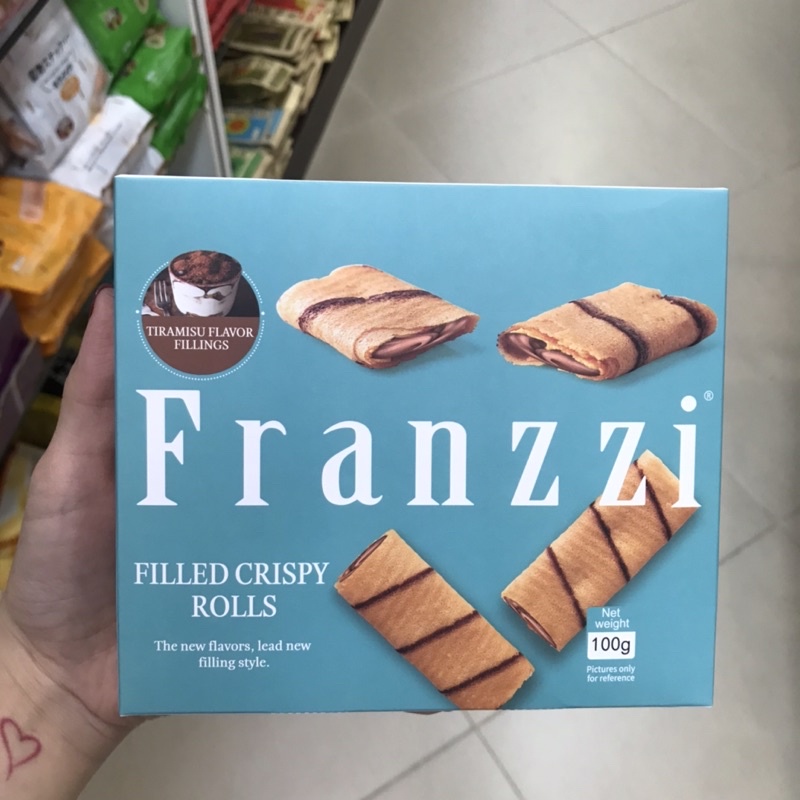 TIRAMISU FLAVOR
FILLINGS
Franzzi®
FILLED CRISPY
ROLLS
The new flavors, lead new
filling style.
Net
weight
100g
Pictures only
for reference